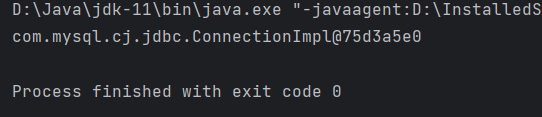 D:\Java\jdk-11\bin\java.exe "-javaagent:D:\InstalledS
com.mysql.cj.jdbc.ConnectionImpl@75d3a5e0
Process finished with exit code 0